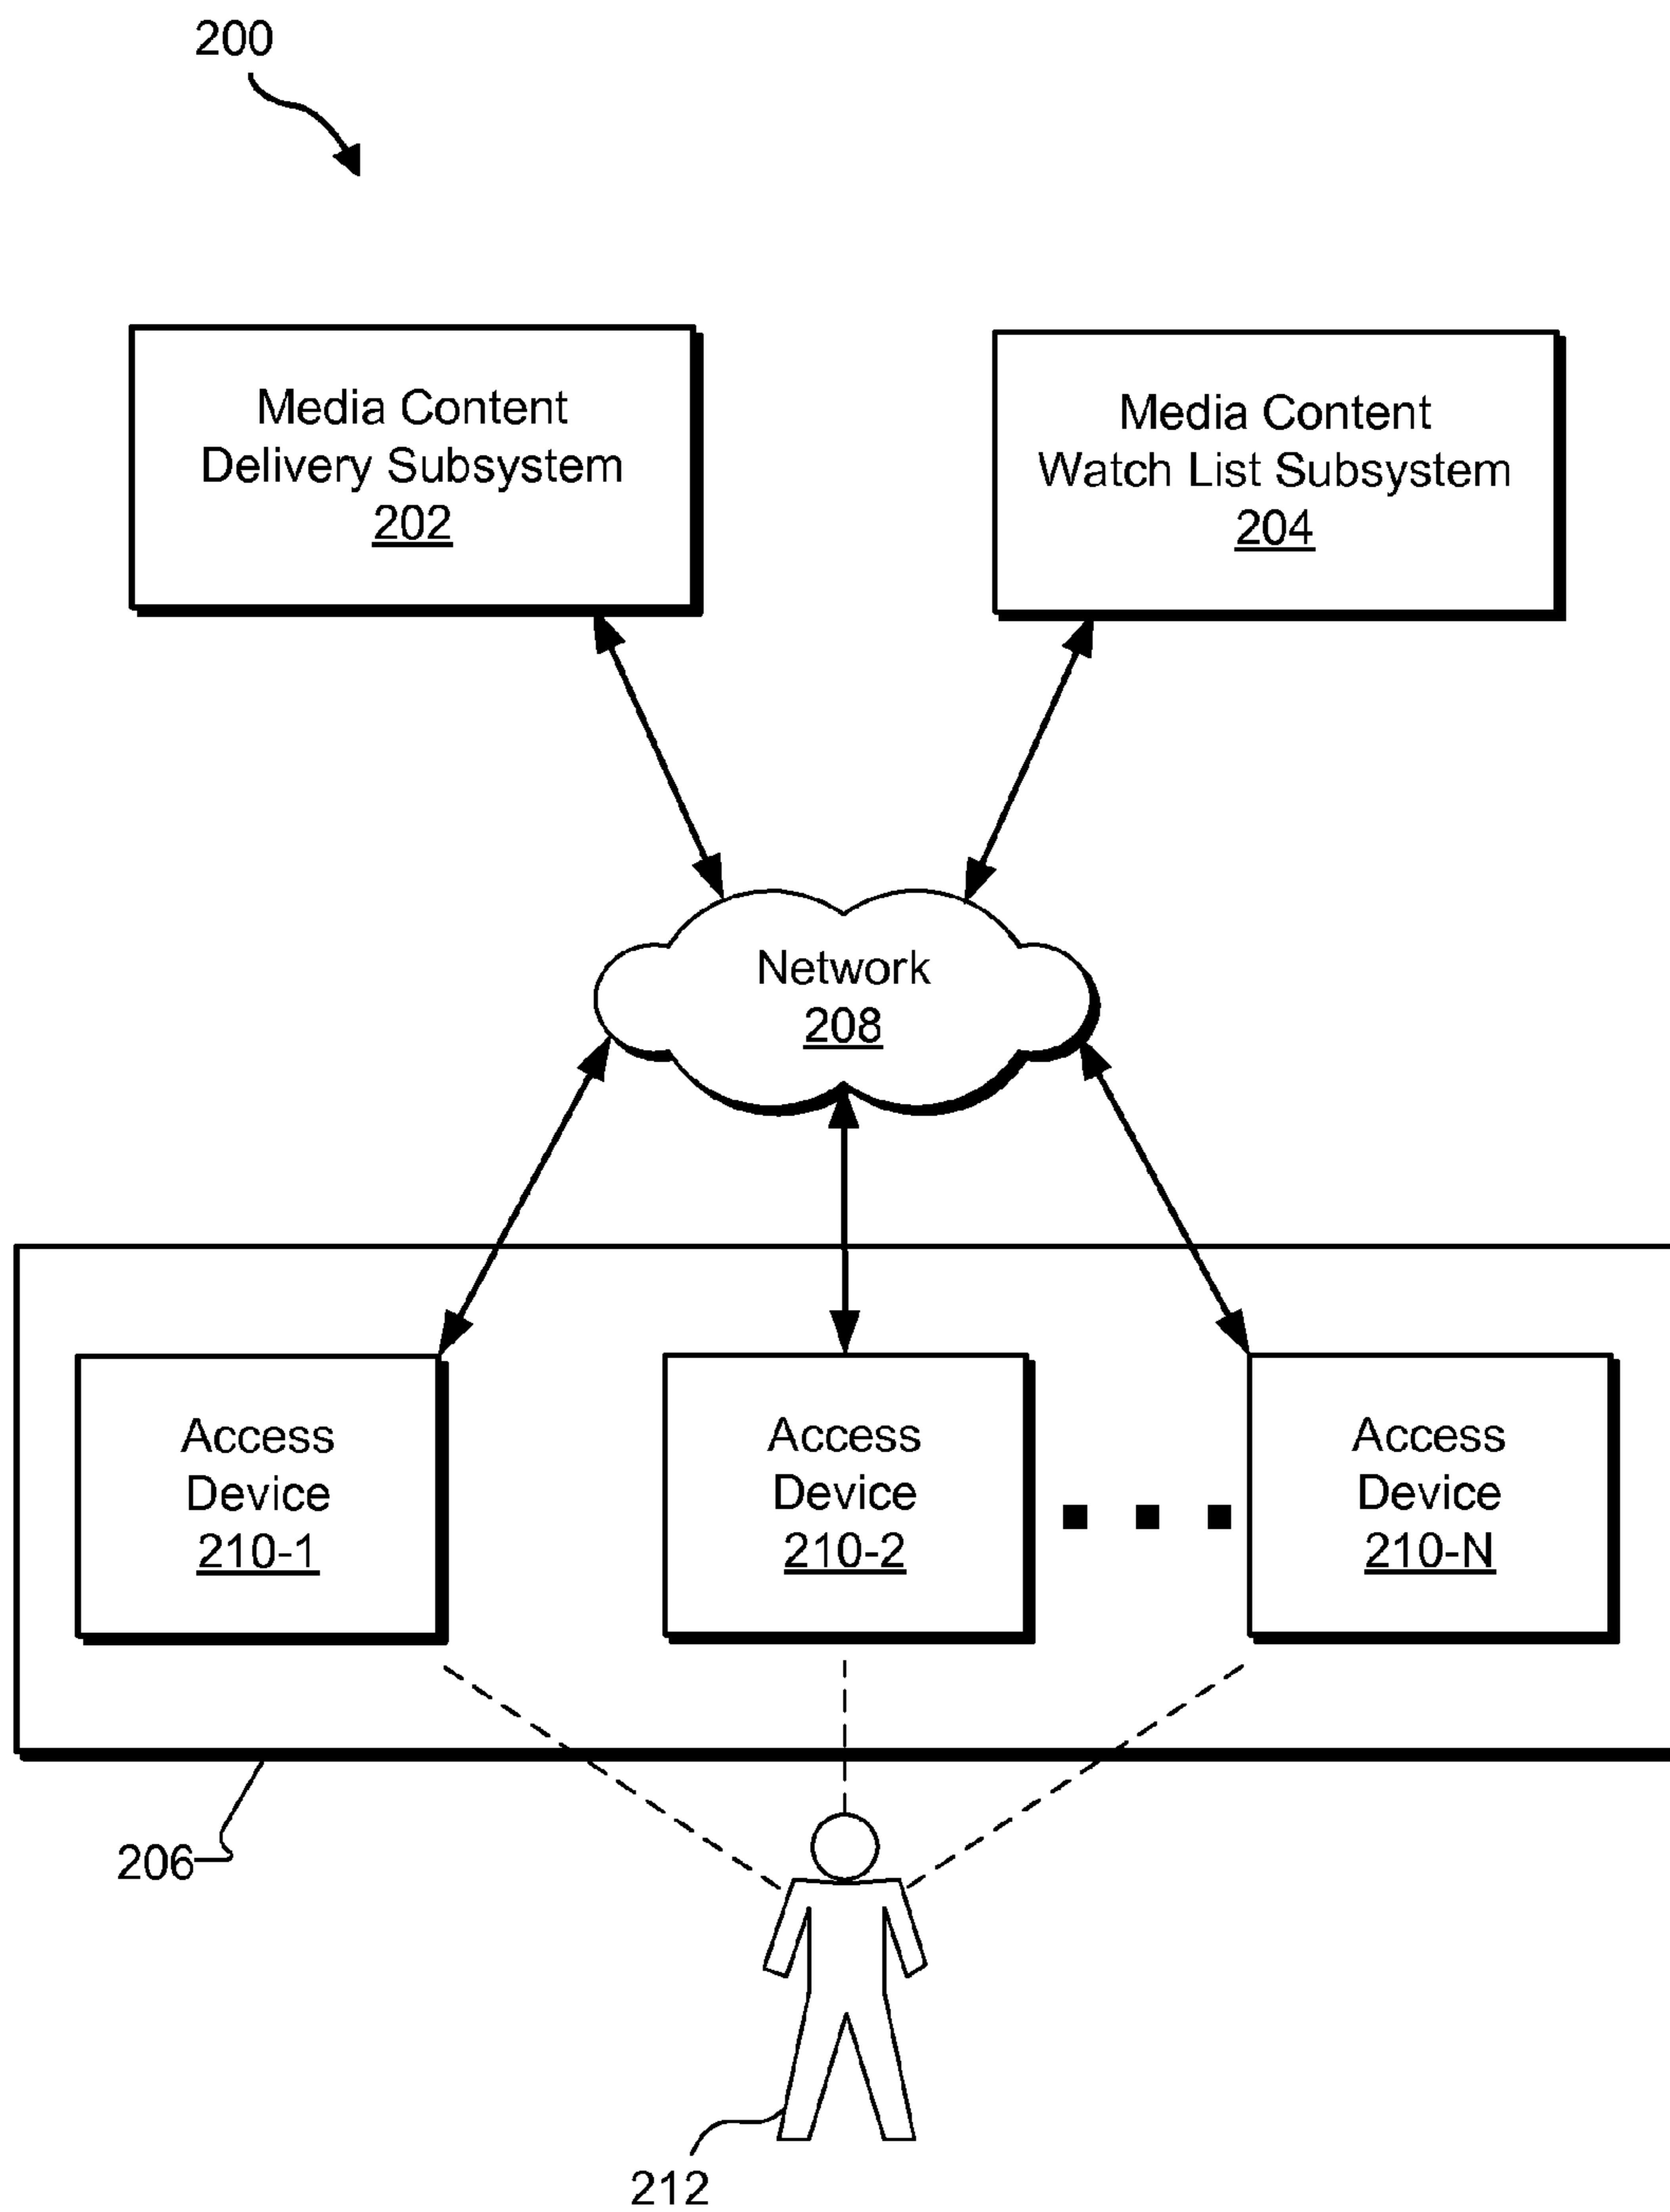 200
Media Content
Delivery Subsystem
202
Media Content
Watch List Subsystem
204
Network
208
Access
Device
210-1
Access
Device
210-2
Access
Device
210-N
206
212